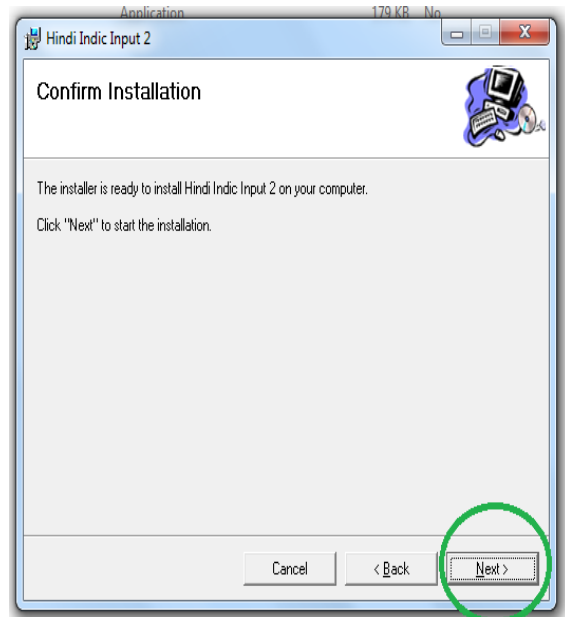 Application 179 KB No
Hindi Indic Input 2
Confirm Installation
The installer is ready to install Hindi Indic Input 2 on your computer.
Click "Next" to start the installation.
Cancel < Back Next >